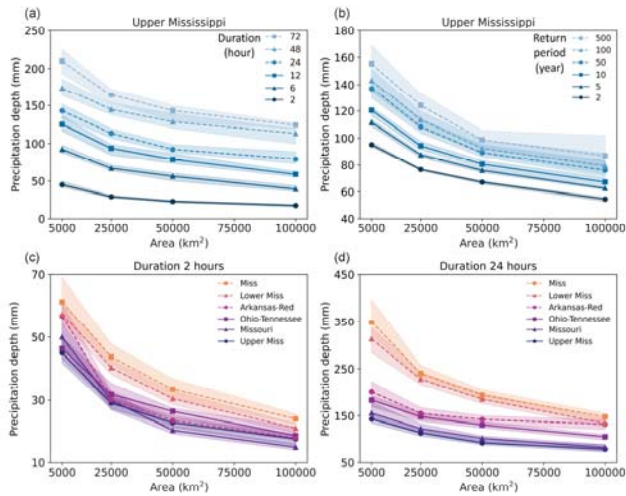 (a)
Upper Mississippi
Precipitation depth (mm)
250
200
150
100
50
0
Duration
(hour)
72
48
24
12
6
2
5000 25000 50000 75000 100000
Area (km²)
(b)
Upper Mississippi
Precipitation depth (mm)
180
160
140
120
100
80
60
40
Return
period
(year)
500
100
50
10
5
2
5000 25000 50000 75000 100000
Area (km²)
(c)
Duration 2 hours
Precipitation depth (mm)
70
50
30
10
Miss
Lower Miss
Arkansas-Red
Ohio-Tennessee
Missouri
Upper Miss
5000 25000 50000 75000 100000
Area (km²)
(d)
Duration 24 hours
Precipitation depth (mm)
450
350
250
150
50
Miss
Lower Miss
Arkansas-Red
Ohio-Tennessee
Missouri
Upper Miss
5000 25000 50000 75000 100000
Area (km²)